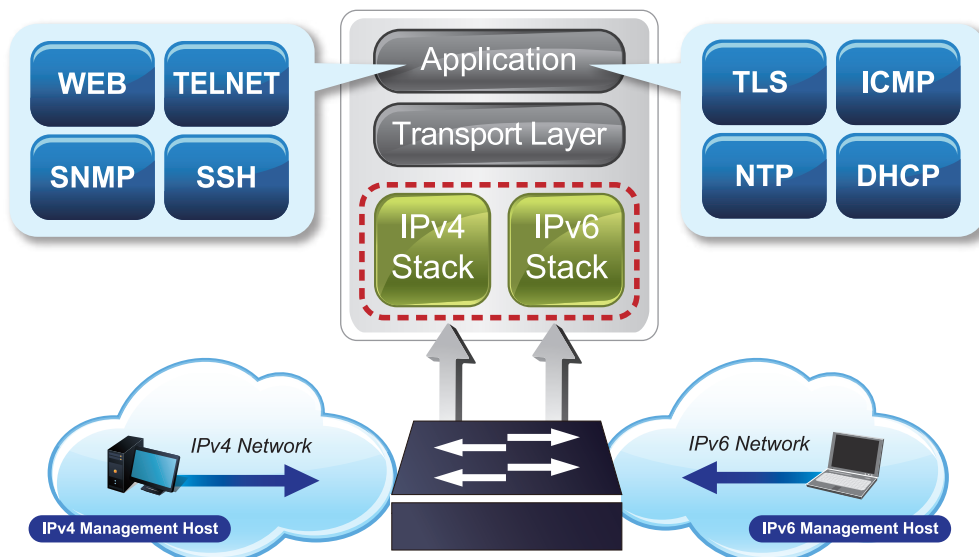 WEB
TELNET
SNMP
SSH
Application
Transport Layer
IPv4
Stack
IPv6
Stack
TLS
ICMP
NTP
DHCP
IPv4 Network
IPv6 Network
IPv4 Management Host
IPv6 Management Host